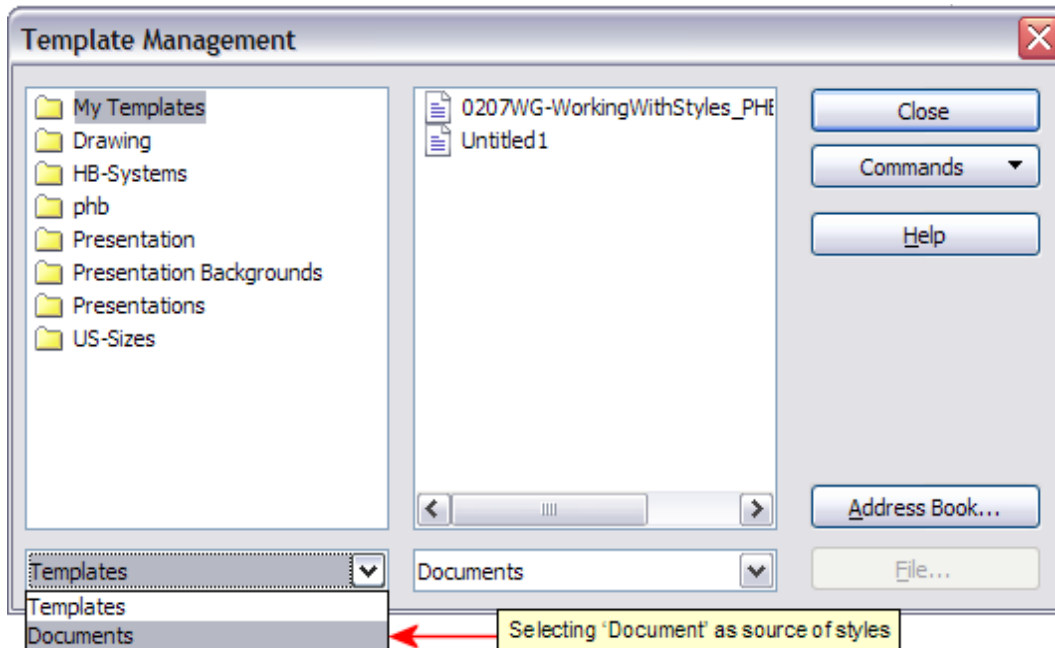 Template Management
My Templates
Drawing
HB-Systems
phb
Presentation
Presentation Backgrounds
Presentations
US-Sizes
0207WG-WorkingWithStyles_PHB
Untitled1
Close
Commands
Help
Address Book...
File...
Templates
Documents
Templates
Documents
Selecting ‘Document’ as source of styles